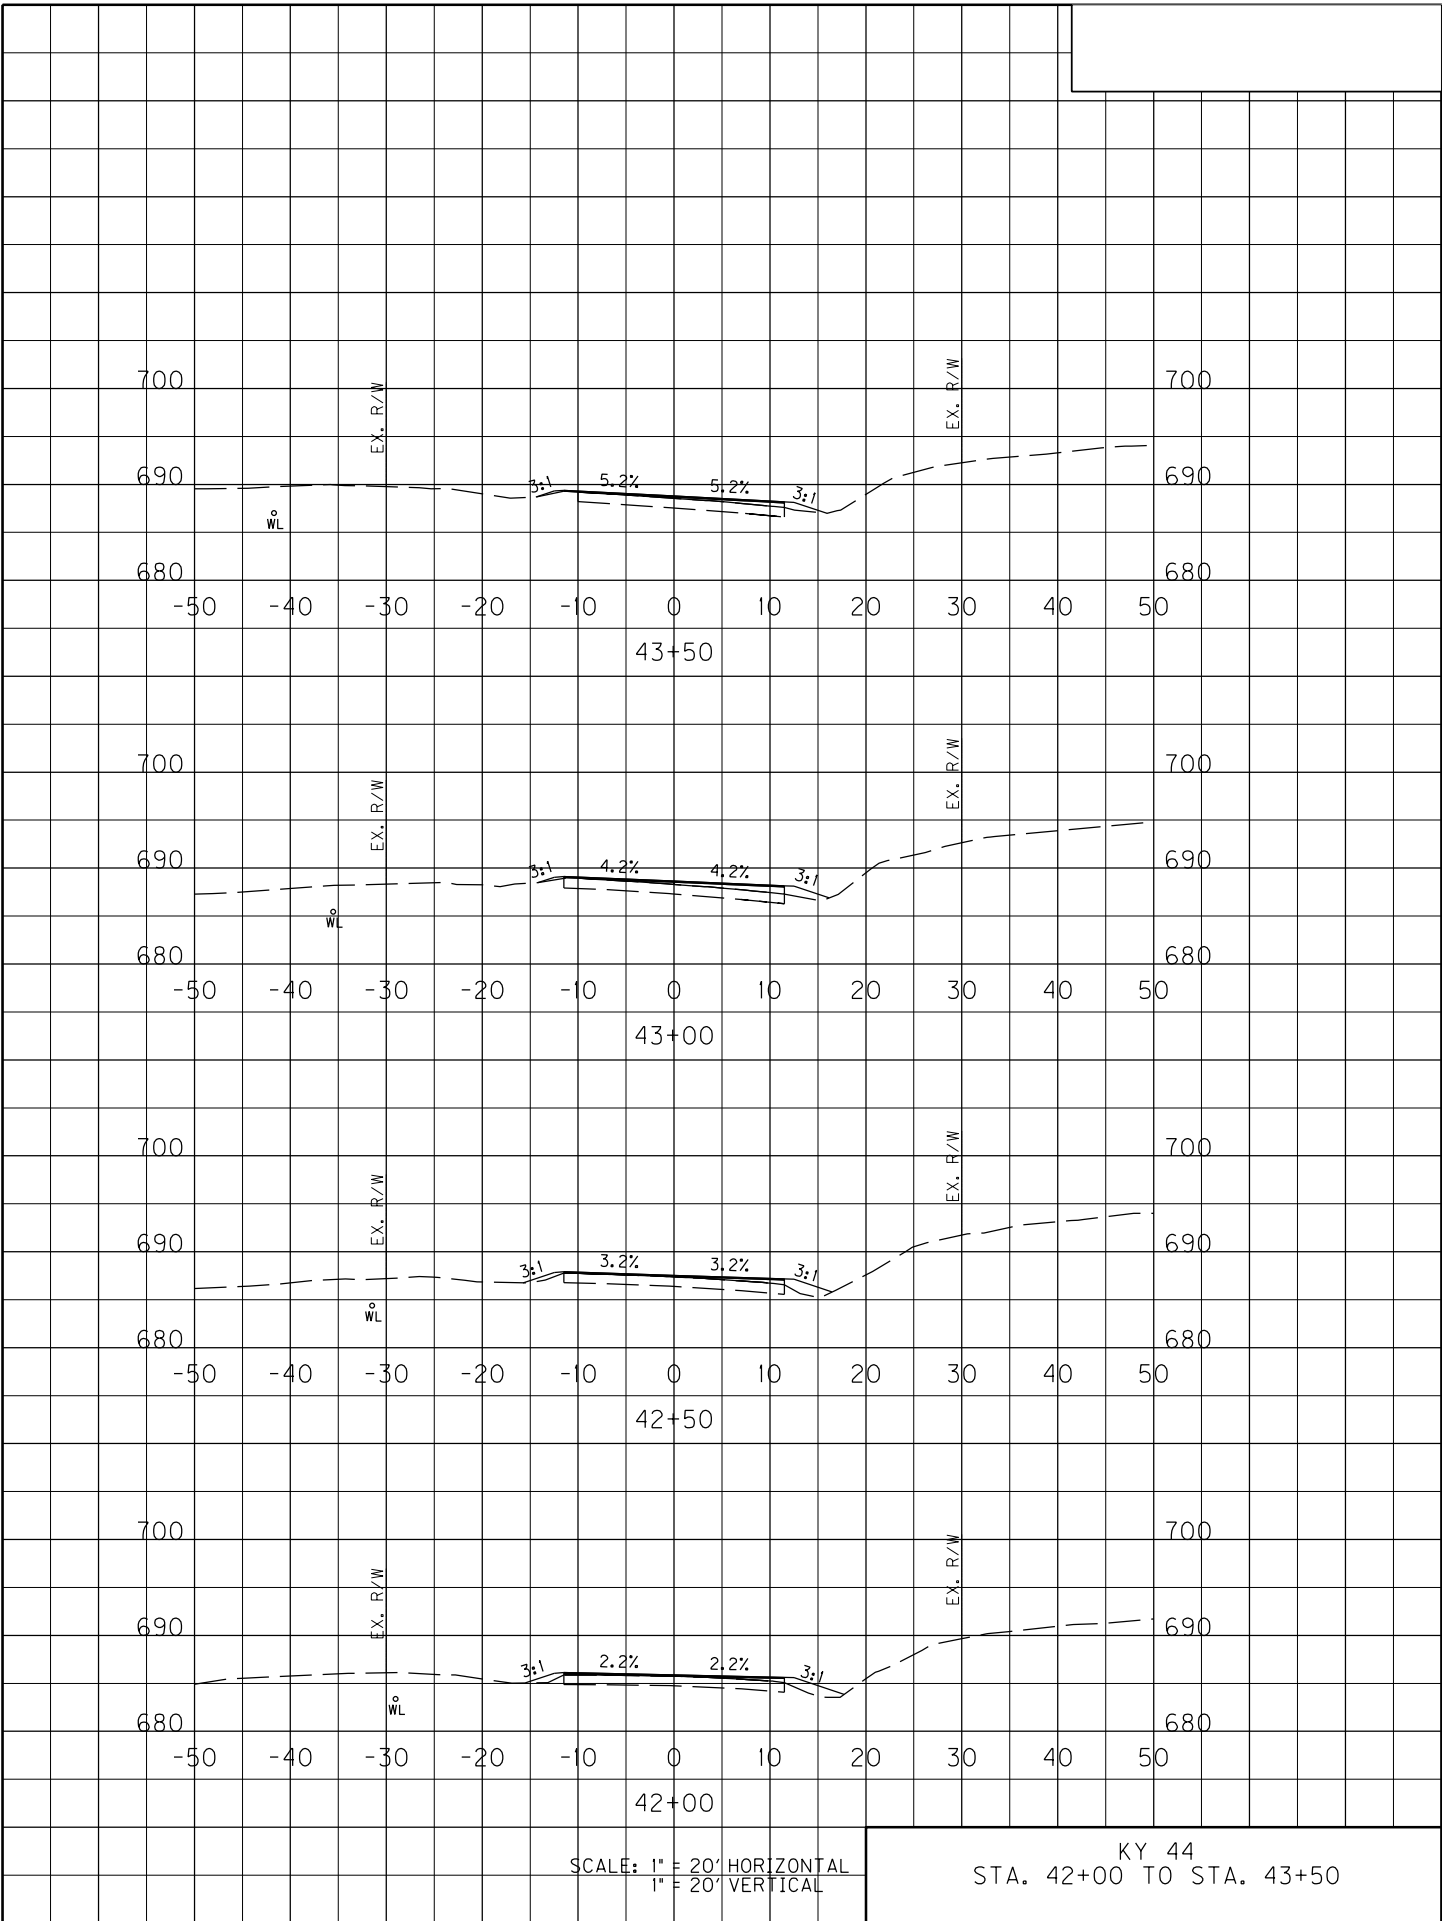 700 EX. R/W EX. R/W 700
690 3:1 5.2% 5.2% 3:1 690
WL
680 680
-50 -40 -30 -20 -10 0 10 20 30 40 50
43+50
700 EX. R/W EX. R/W 700
690 3:1 4.2% 4.2% 3:1 690
WL
680 680
-50 -40 -30 -20 -10 0 10 20 30 40 50
43+00
700 EX. R/W EX. R/W 700
690 3:1 3.2% 3.2% 3:1 690
WL
680 680
-50 -40 -30 -20 -10 0 10 20 30 40 50
42+50
700 EX. R/W EX. R/W 700
690 690
3:1 2.2% 2.2% 3:1
WL
680 680
-50 -40 -30 -20 -10 0 10 20 30 40 50
42+00
SCALE: 1" = 20' HORIZONTAL
1" = 20' VERTICAL
KY 44
STA. 42+00 TO STA. 43+50